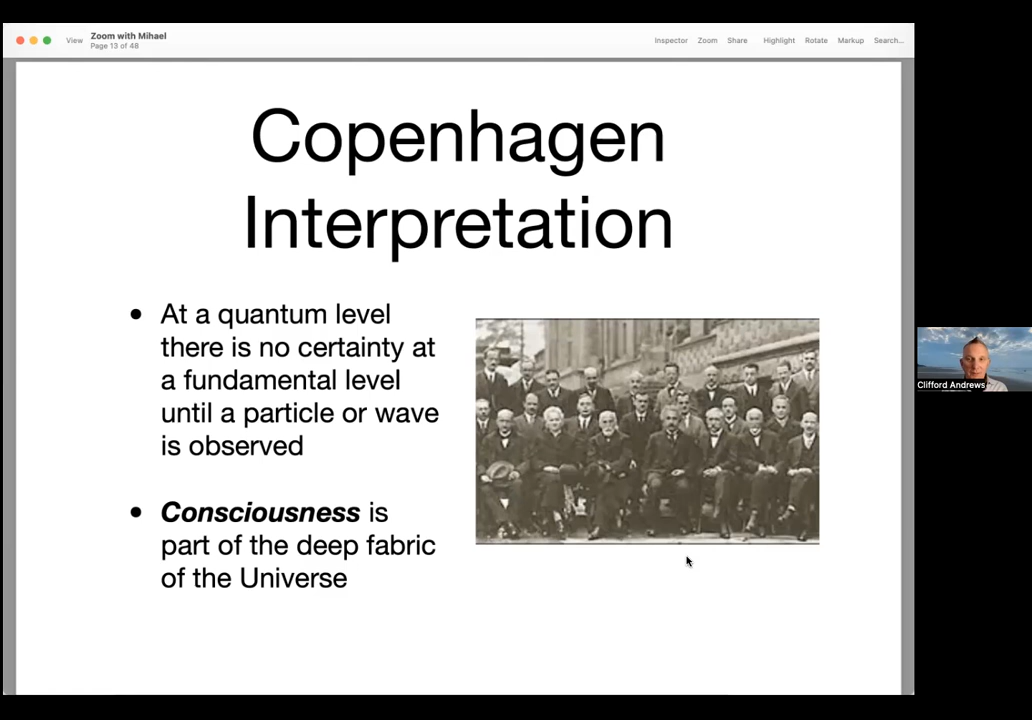 View
Zoom with Mihael
Page 13 of 48
Inspector Zoom Share Highlight Rotate Markup Search...
Copenhagen
Interpretation
• At a quantum level
there is no certainty at
a fundamental level
until a particle or wave
is observed
• Consciousness is
part of the deep fabric
of the Universe
Clifford Andrews